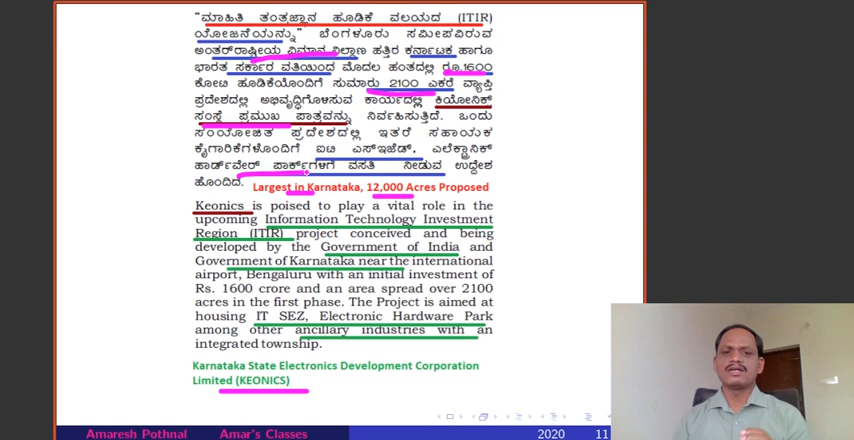 "ಮಾಹಿತಿ ತಂತ್ರಜ್ಞಾನ ಹೂಡಿಕೆ ವಲಯದ (ITIR)
ಯೋಜನೆಯನ್ನು" ಬೆಂಗಳೂರು ಸಮೀಪವಿರುವ
ಅಂತರ್‌ರಾಷ್ಟ್ರೀಯ ವಿಮಾನ ನಿಲ್ದಾಣ ಹತ್ತಿರ ಕರ್ನಾಟಕ ಹಾಗೂ
ಭಾರತ ಸರ್ಕಾರ ವತಿಯಿಂದ ಮೊದಲ ಹಂತದಲ್ಲಿ ರೂ.1600
ಕೋಟಿ ಹೂಡಿಕೆಯೊಂದಿಗೆ ಸುಮಾರು 2100 ಎಕರೆ ವ್ಯಾಪ್ತಿ
ಪ್ರದೇಶದಲ್ಲಿ ಅಭಿವೃದ್ಧಿಗೊಳಿಸುವ ಕಾರ್ಯದಲ್ಲಿ ಕಿಯೋನಿಕ್ಸ್
ಸಂಸ್ಥೆ ಪ್ರಮುಖ ಪಾತ್ರವನ್ನು ನಿರ್ವಹಿಸುತ್ತಿದೆ. ಒಂದು
ಸಂಯೋಜಿತ ಪ್ರದೇಶದಲ್ಲಿ ಇತರೆ ಸಹಾಯಕ
ಕೈಗಾರಿಕೆಗಳೊಂದಿಗೆ ಐಟಿ ಎಸ್‌ಇಜೆಡ್, ಎಲೆಕ್ಟ್ರಾನಿಕ್
ಹಾರ್ಡ್‌ವೇರ್ ಪಾರ್ಕ್‌ಗಳಿಗೆ ವಸತಿ ನೀಡುವ ಉದ್ದೇಶ
ಹೊಂದಿದೆ.
Largest in Karnataka, 12,000 Acres Proposed
Keonics is poised to play a vital role in the
upcoming Information Technology Investment
Region (ITIR) project conceived and being
developed by the Government of India and
Government of Karnataka near the international
airport, Bengaluru with an initial investment of
Rs. 1600 crore and an area spread over 2100
acres in the first phase. The Project is aimed at
housing IT SEZ, Electronic Hardware Park
among other ancillary industries with an
integrated township.
Karnataka State Electronics Development Corporation
Limited (KEONICS)
Amaresh Pothnal Amar's Classes 2020 11